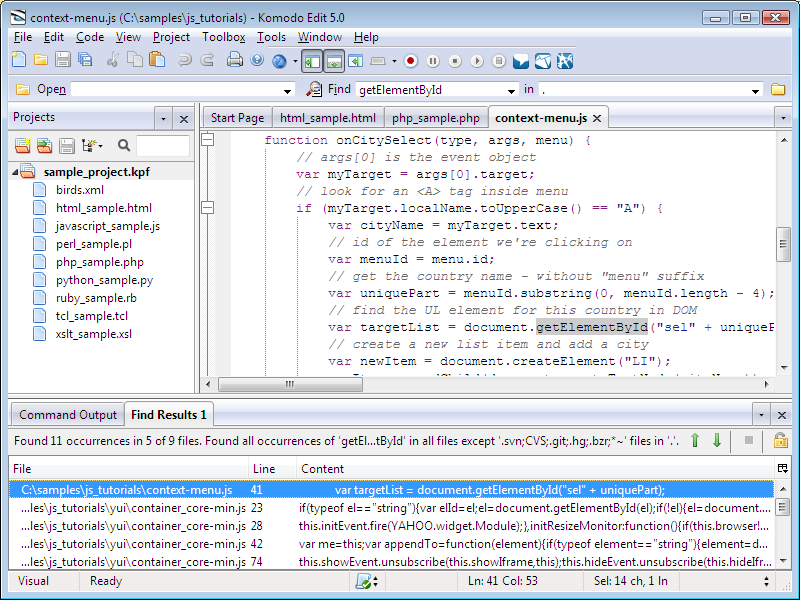 context-menu.js (C:\samples\js_tutorials) - Komodo Edit 5.0
File Edit Code View Project Toolbox Tools Window Help
Open Find getElementById in .
Projects
Start Page html_sample.html php_sample.php context-menu.js
sample_project.kpf
birds.xml
html_sample.html
javascript_sample.js
perl_sample.pl
php_sample.php
python_sample.py
ruby_sample.rb
tcl_sample.tcl
xslt_sample.xsl
function onCitySelect(type, args, menu) {
// args[0] is the event object
var myTarget = args[0].target;
// look for an <A> tag inside menu
if (myTarget.localName.toUpperCase() == "A") {
var cityName = myTarget.text;
// id of the element we're clicking on
var menuId = menu.id;
// get the country name - without "menu" suffix
var uniquePart = menuId.substring(0, menuId.length - 4);
// find the UL element for this country in DOM
var targetList = document.getElementById("sel" + uniqueP
// create a new list item and add a city
var newItem = document.createElement("LI");
Command Output Find Results 1
Found 11 occurrences in 5 of 9 files. Found all occurrences of 'getEl...tById' in all files except '.svn;CVS;.git;.hg;.bzr;*~' files in '.'.
File Line Content
C:\samples\js_tutorials\context-menu.js 41 var targetList = document.getElementById("sel" + uniquePart);
...les\js_tutorials\yui\container_core-min.js 23 if(typeof el=="string"){var elId=el;el=document.getElementById(el);if(!el){el=document...
...les\js_tutorials\yui\container_core-min.js 28 this.initEvent.fire(YAHOO.widget.Module);},initResizeMonitor:function(){if(this.browser!...
...les\js_tutorials\yui\container_core-min.js 42 var me=this;var appendTo=function(element){if(typeof element=="string"){element=d...
...les\js_tutorials\yui\container_core-min.js 74 this.showEvent.unsubscribe(this.showIframe,this);this.hideEvent.unsubscribe(this.hideIfr...
Visual Ready Ln: 41 Col: 53 Sel: 14 ch, 1 ln